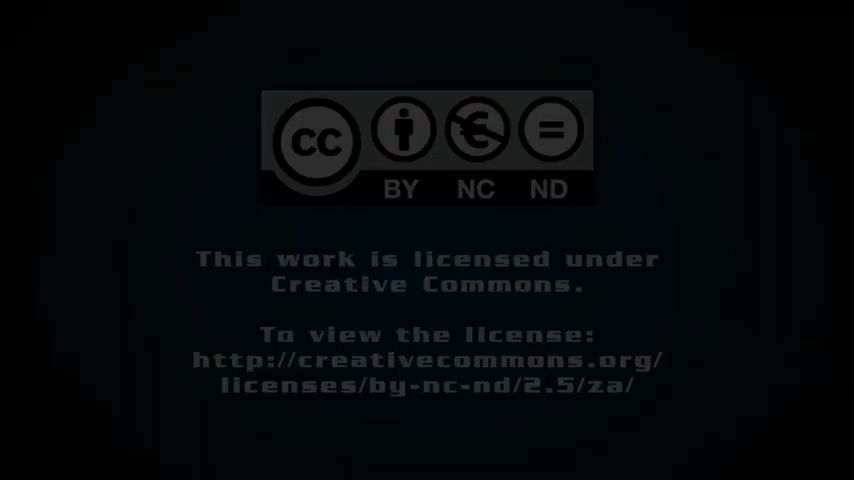 CC
BY NC ND
This work is licensed under
Creative Commons.
To view the license:
http://creativecommons.org/
licenses/by-nc-nd/2.5/za/